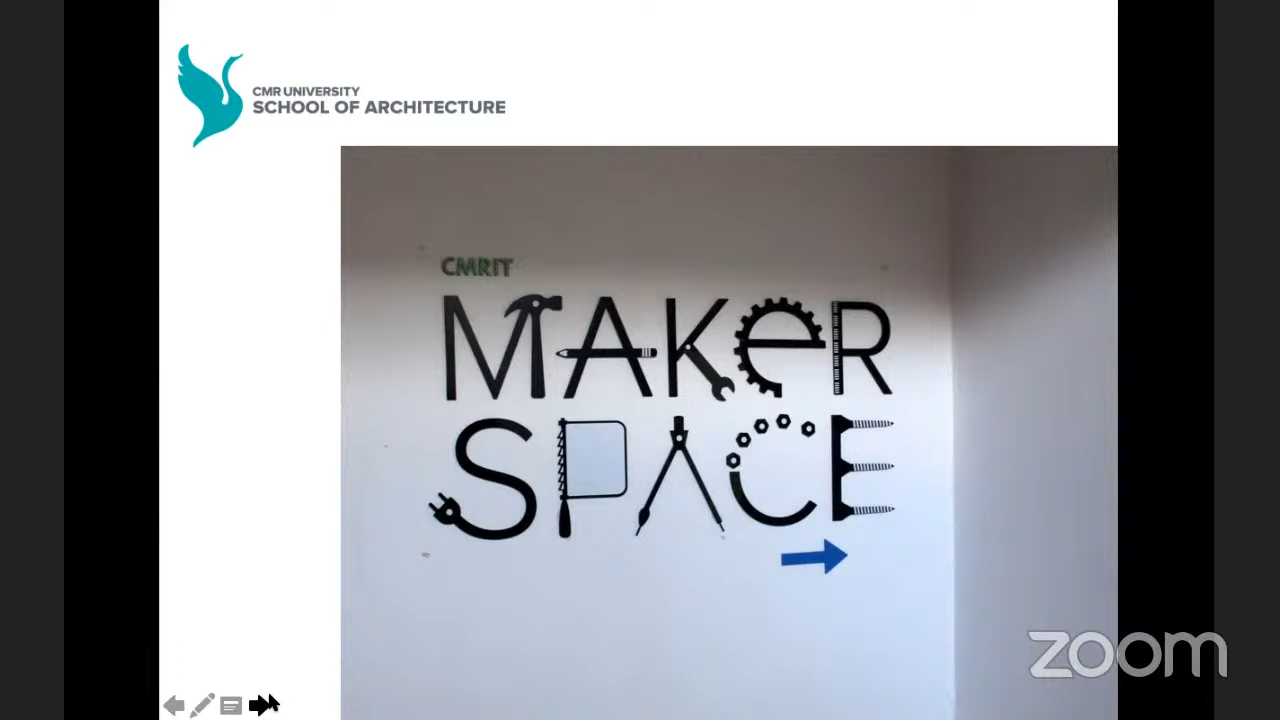 CMR UNIVERSITY
SCHOOL OF ARCHITECTURE
CMRIT
MAKeR
SPACE
zoom